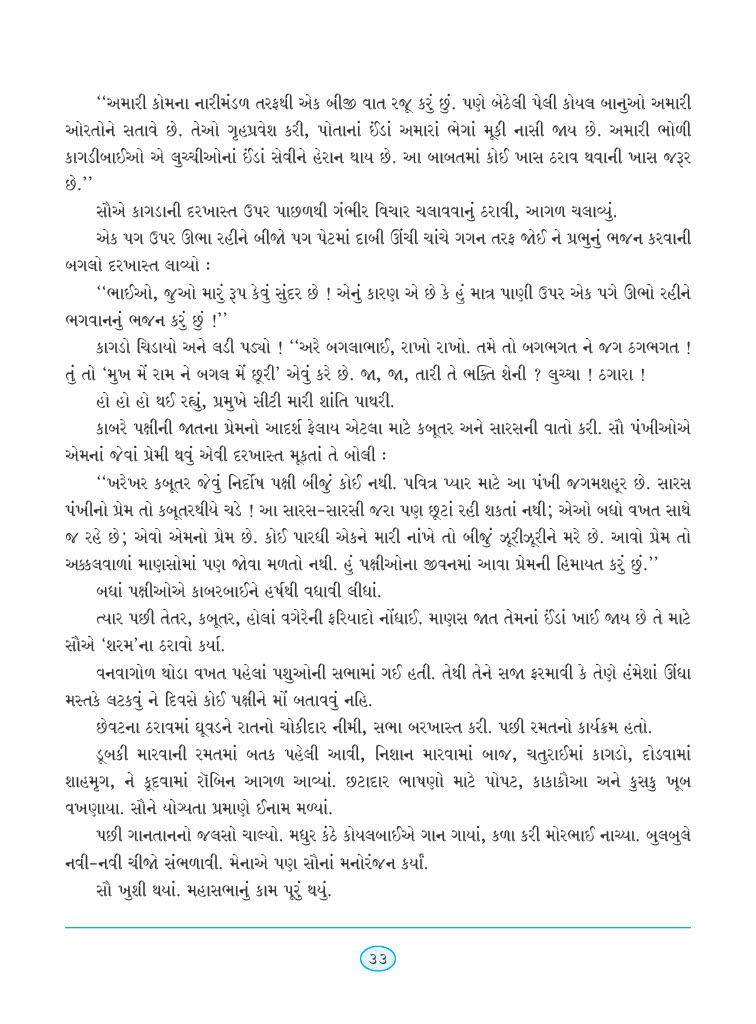 ‘‘અમારી કોમના નારીમંડળ તરફથી એક બીજી વાત રજૂ કરું છું. પણે બેઠેલી પેલી કોયલ બાનુઓ અમારી
ઓરતોને સતાવે છે. તેઓ ગૃહપ્રવેશ કરી, પોતાનાં ઈંડાં અમારાં ભેગાં મૂકી નાસી જાય છે. અમારી ભોળી
કાગડીબાઈઓ એ લુચ્ચીઓનાં ઈંડાં સેવીને હેરાન થાય છે. આ બાબતમાં કોઈ ખાસ ઠરાવ થવાની ખાસ જરૂર
છે.’’
સૌએ કાગડાની દરખાસ્ત ઉપર પાછળથી ગંભીર વિચાર ચલાવવાનું ઠરાવી, આગળ ચલાવ્યું.
એક પગ ઉપર ઊભા રહીને બીજો પગ પેટમાં દાબી ઊંચી ચાંચે ગગન તરફ જોઈ ને પ્રભુનું ભજન કરવાની
બગલો દરખાસ્ત લાવ્યો :
‘‘ભાઈઓ, જુઓ મારું રૂપ કેવું સુંદર છે ! એનું કારણ એ છે કે હું માત્ર પાણી ઉપર એક પગે ઊભો રહીને
ભગવાનનું ભજન કરું છું !’’
કાગડો ચિડાયો અને લડી પડ્યો ! ‘‘અરે બગલાભાઈ, રાખો રાખો. તમે તો બગભગત ને જગ ઠગભગત !
તું તો ‘મુખ મેં રામ ને બગલ મેં છૂરી’ એવું કરે છે. જા, જા, તારી તે ભક્તિ શેની ? લુચ્ચા ! ઠગારા !
હો હો હો થઈ રહ્યું, પ્રમુખે સીટી મારી શાંતિ પાથરી.
કાબરે પક્ષીની જાતના પ્રેમનો આદર્શ ફેલાય એટલા માટે કબૂતર અને સારસની વાતો કરી. સૌ પંખીઓએ
એમનાં જેવાં પ્રેમી થવું એવી દરખાસ્ત મૂકતાં તે બોલી :
‘‘ખરેખર કબૂતર જેવું નિર્દોષ પક્ષી બીજું કોઈ નથી. પવિત્ર પ્યાર માટે આ પંખી જગમશહૂર છે. સારસ
પંખીનો પ્રેમ તો કબૂતરથીયે ચડે ! આ સારસ-સારસી જરા પણ છૂટાં રહી શકતાં નથી; એઓ બધો વખત સાથે
જ રહે છે; એવો એમનો પ્રેમ છે. કોઈ પારધી એકને મારી નાંખે તો બીજું ઝૂરીઝૂરીને મરે છે. આવો પ્રેમ તો
અક્કલવાળાં માણસોમાં પણ જોવા મળતો નથી. હું પક્ષીઓના જીવનમાં આવા પ્રેમની હિમાયત કરું છું.’’
બધાં પક્ષીઓએ કાબરબાઈને હર્ષથી વધાવી લીધાં.
ત્યાર પછી તેતર, કબૂતર, હોલાં વગેરેની ફરિયાદો નોંધાઈ. માણસ જાત તેમનાં ઈંડાં ખાઈ જાય છે તે માટે
સૌએ ‘શરમ’ના ઠરાવો કર્યા.
વનવાગોળ થોડા વખત પહેલાં પશુઓની સભામાં ગઈ હતી. તેથી તેને સજા ફરમાવી કે તેણે હંમેશાં ઊંધા
મસ્તકે લટકવું ને દિવસે કોઈ પક્ષીને મોં બતાવવું નહિ.
છેવટના ઠરાવમાં ઘૂવડને રાતનો ચોકીદાર નીમી, સભા બરખાસ્ત કરી. પછી રમતનો કાર્યક્રમ હતો.
ડૂબકી મારવાની રમતમાં બતક પહેલી આવી, નિશાન મારવામાં બાજ, ચતુરાઈમાં કાગડો, દોડવામાં
શાહમૃગ, ને કૂદવામાં રૉબિન આગળ આવ્યાં. છટાદાર ભાષણો માટે પોપટ, કાકાકૌઆ અને કુસકુ ખૂબ
વખણાયા. સૌને યોગ્યતા પ્રમાણે ઈનામ મળ્યાં.
પછી ગાનતાનનો જલસો ચાલ્યો. મધુર કંઠે કોયલબાઈએ ગાન ગાયાં, કળા કરી મોરભાઈ નાચ્યા. બુલબુલે
નવી-નવી ચીજો સંભળાવી. મેનાએ પણ સૌનાં મનોરંજન કર્યાં.
સૌ ખુશી થયાં. મહાસભાનું કામ પૂરું થયું.
૩૩